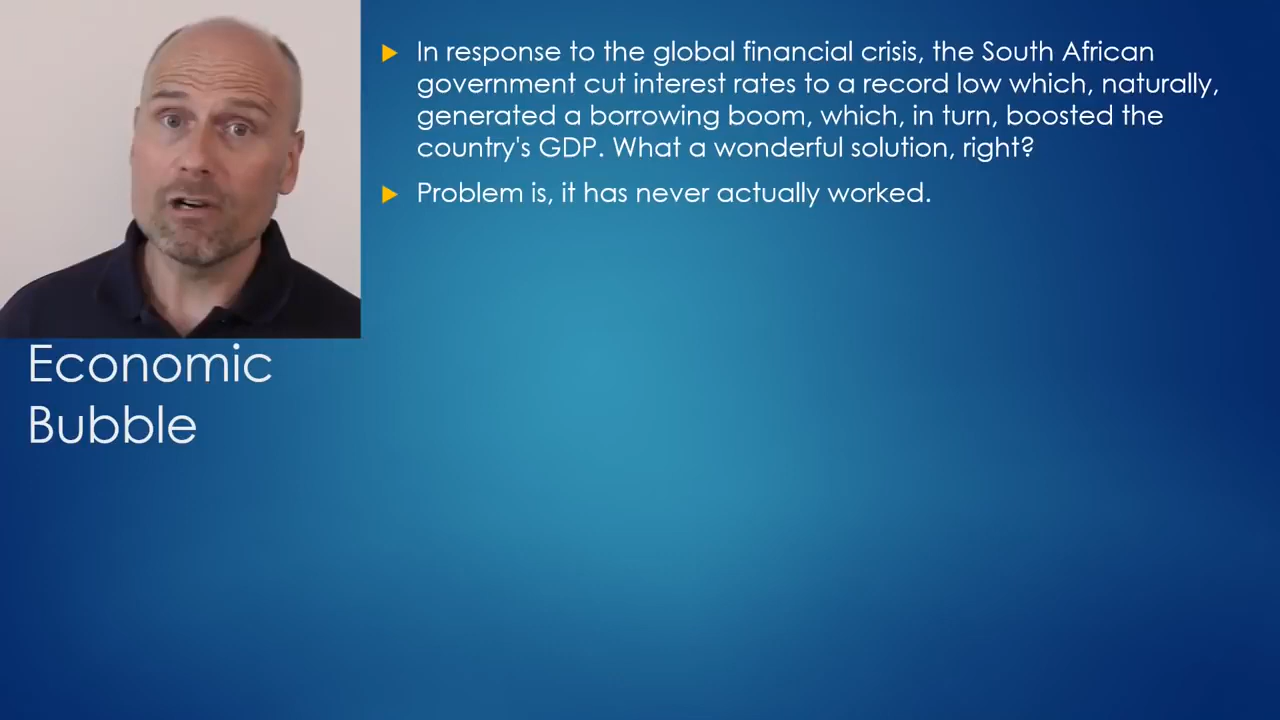 In response to the global financial crisis, the South African
government cut interest rates to a record low which, naturally,
generated a borrowing boom, which, in turn, boosted the
country's GDP. What a wonderful solution, right?
Problem is, it has never actually worked.
Economic
Bubble